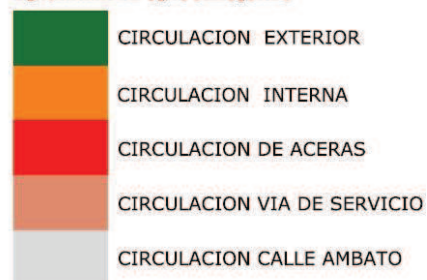 CIRCULACION EXTERIOR
CIRCULACION INTERNA
CIRCULACION DE ACERAS
CIRCULACION VIA DE SERVICIO
CIRCULACION CALLE AMBATO